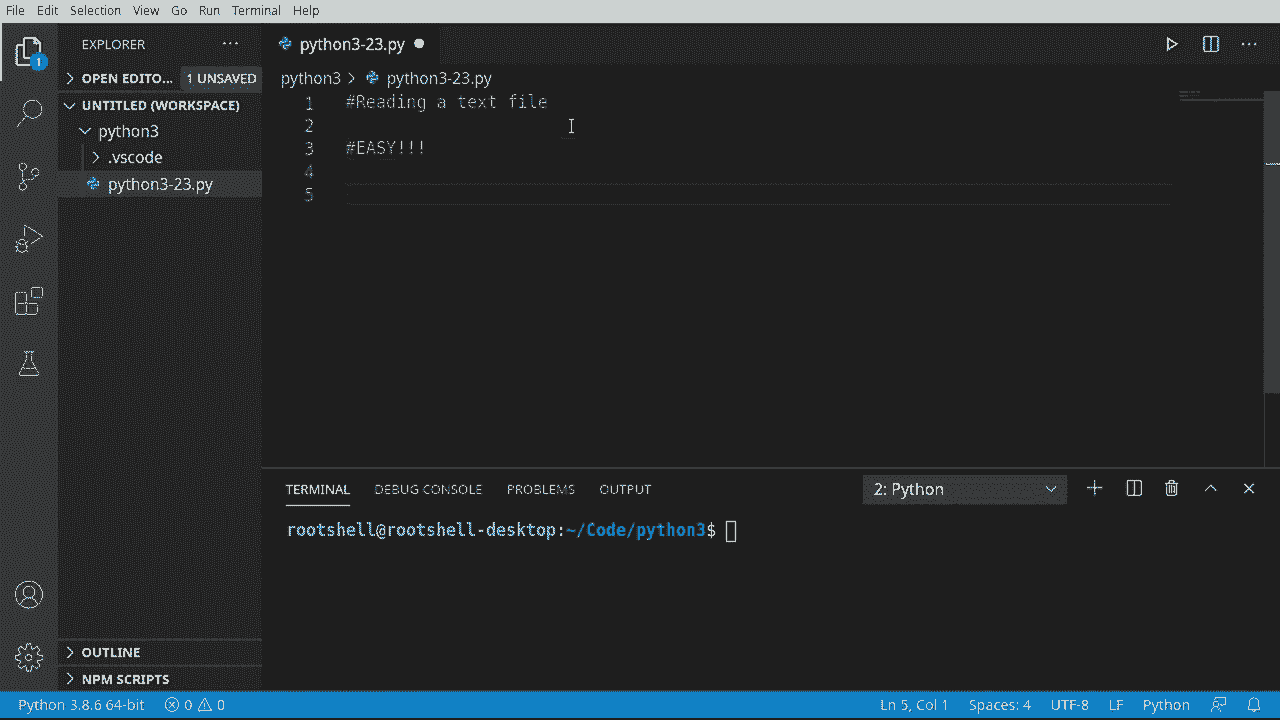 File Edit Selection View Go Run Terminal Help
EXPLORER
python3-23.py
OPEN EDITO... 1 UNSAVED
UNTITLED (WORKSPACE)
python3
.vscode
python3-23.py
python3 > python3-23.py
1 #Reading a text file
2
3 #EASY!!!
4
5
TERMINAL DEBUG CONSOLE PROBLEMS OUTPUT 2: Python
rootshell@rootshell-desktop:~/Code/python3$
OUTLINE
NPM SCRIPTS
1
Python 3.8.6 64-bit 0 0 Ln 5, Col 1 Spaces: 4 UTF-8 LF Python